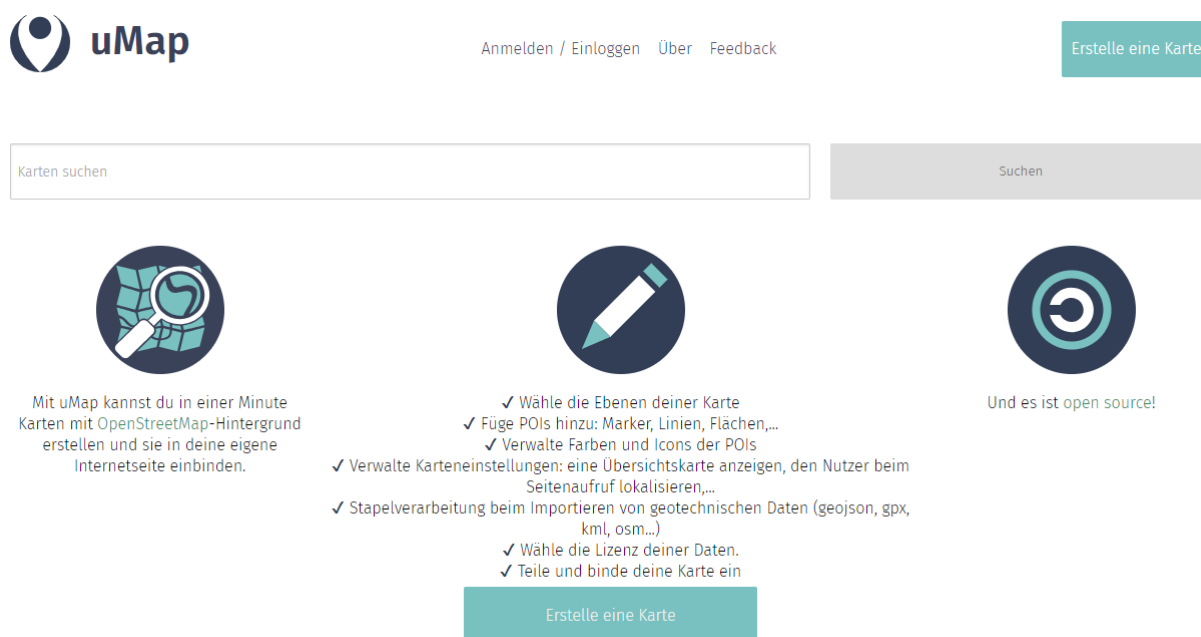 uMap
Anmelden / Einloggen Über Feedback
Erstelle eine Karte
Karten suchen
Suchen
Mit uMap kannst du in einer Minute
Karten mit OpenStreetMap-Hintergrund
erstellen und sie in deine eigene
Internetseite einbinden.
✓ Wähle die Ebenen deiner Karte
✓ Füge POIs hinzu: Marker, Linien, Flächen,...
✓ Verwalte Farben und Icons der POIs
✓ Verwalte Karteneinstellungen: eine Übersichtskarte anzeigen, den Nutzer beim
Seitenaufruf lokalisieren,...
✓ Stapelverarbeitung beim Importieren von geotechnischen Daten (geojson, gpx,
kml, osm...)
✓ Wähle die Lizenz deiner Daten.
✓ Teile und binde deine Karte ein
Erstelle eine Karte
Und es ist open source!